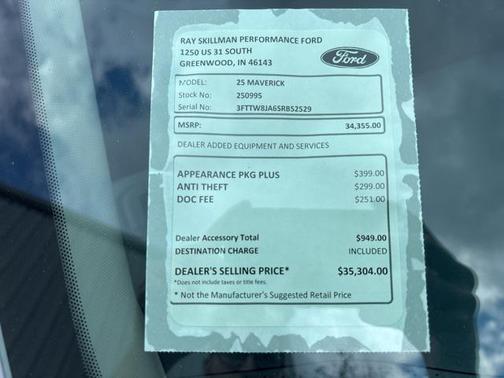 RAY SKILLMAN PERFORMANCE FORD
1250 US 31 SOUTH
GREENWOOD, IN 46143
Ford
MODEL: 25 MAVERICK
Stock No: 250995
Serial No: 3FTTW8JA6SRB52529
MSRP: 34,355.00
DEALER ADDED EQUIPMENT AND SERVICES
APPEARANCE PKG PLUS $399.00
ANTI THEFT $299.00
DOC FEE $251.00
Dealer Accessory Total $949.00
DESTINATION CHARGE INCLUDED
DEALER'S SELLING PRICE* $35,304.00
*Does not include taxes or title fees.
* Not the Manufacturer's Suggested Retail Price